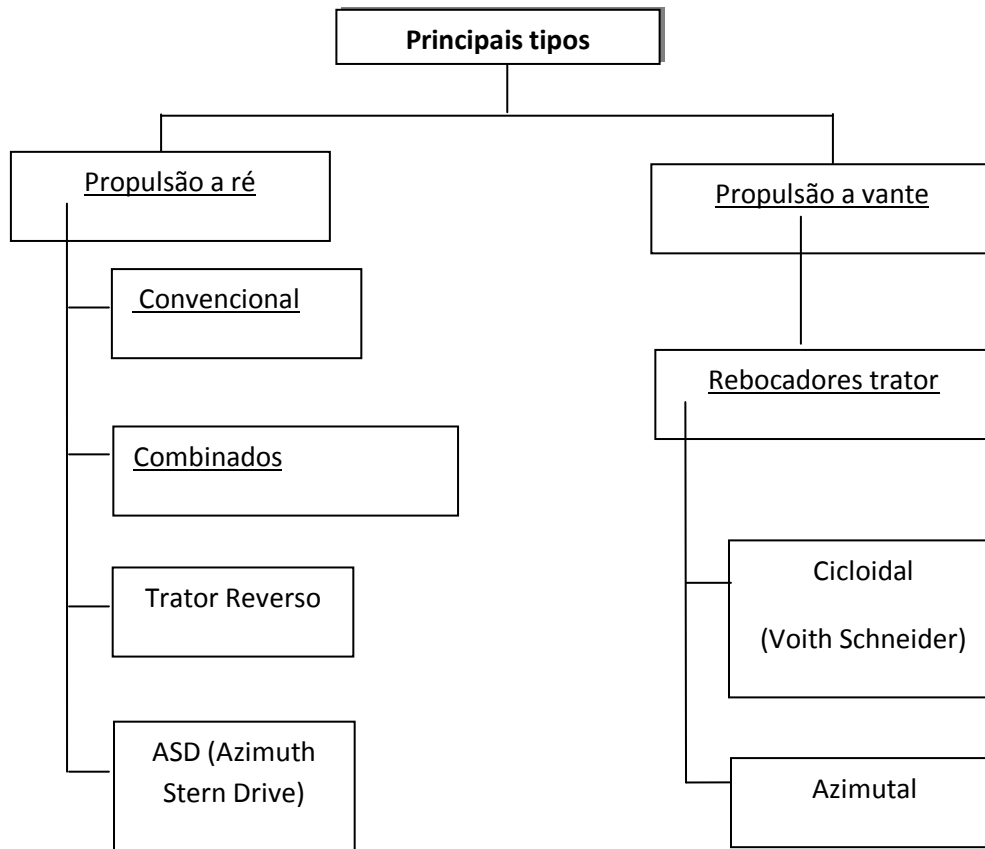 Principais tipos
Propulsão a ré
Convencional
Combinados
Trator Reverso
ASD (Azimuth
Stern Drive)
Propulsão a vante
Rebocadores trator
Cicloidal
(Voith Schneider)
Azimutal